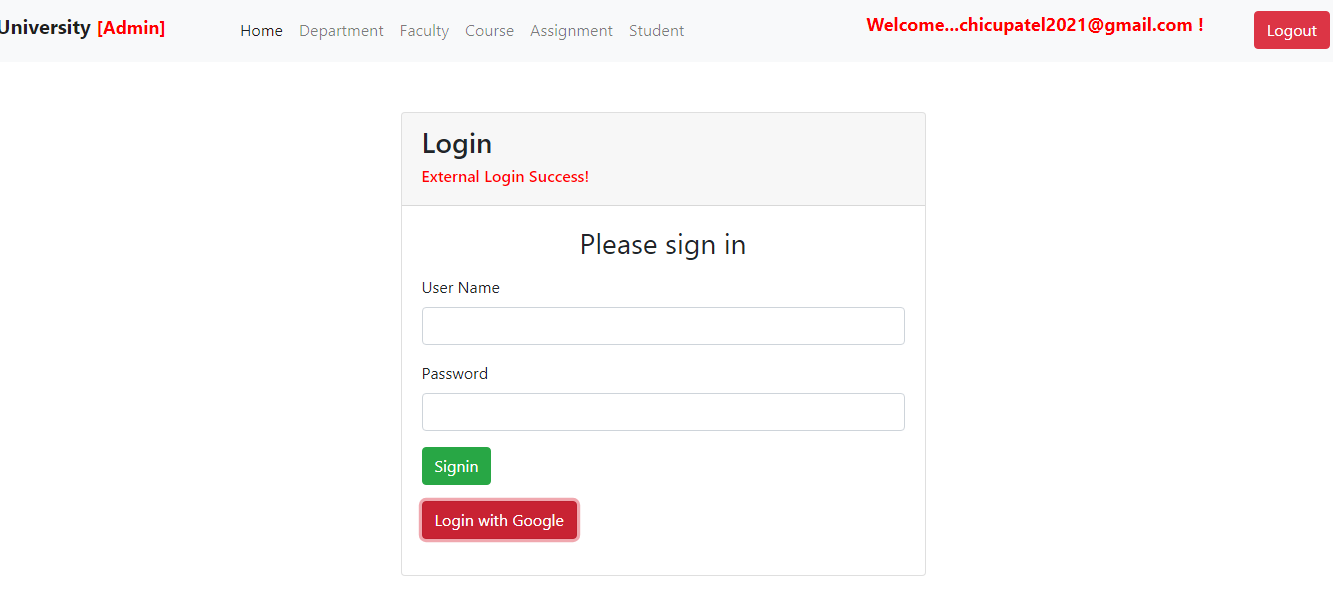 University [Admin] Home Department Faculty Course Assignment Student Welcome...chicupatel2021@gmail.com ! Logout
Login
External Login Success!
Please sign in
User Name
Password
Signin
Login with Google